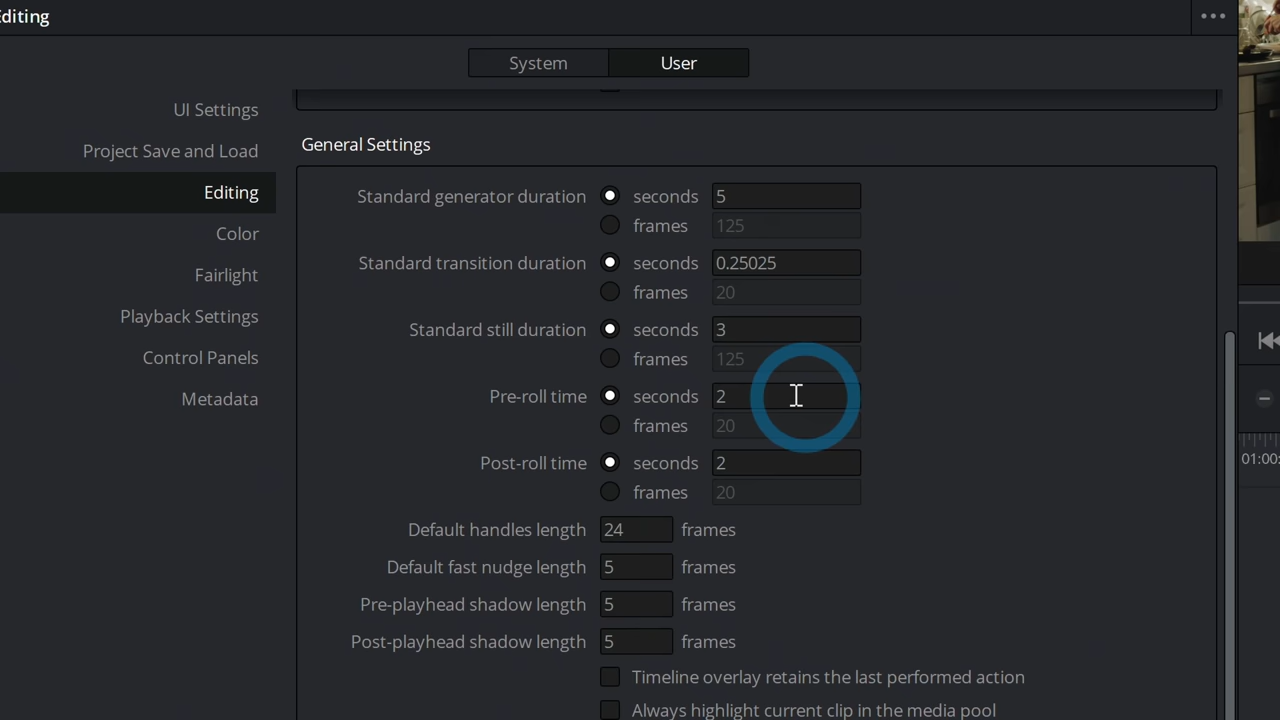 Editing
System User
UI Settings
Project Save and Load
Editing
Color
Fairlight
Playback Settings
Control Panels
Metadata
General Settings
Standard generator duration seconds 5
frames 125
Standard transition duration seconds 0.25025
frames 20
Standard still duration seconds 3
frames 125
Pre-roll time seconds 2
frames 20
Post-roll time seconds 2
frames 20
Default handles length 24 frames
Default fast nudge length 5 frames
Pre-playhead shadow length 5 frames
Post-playhead shadow length 5 frames
Timeline overlay retains the last performed action
Always highlight current clip in the media pool
01:00: